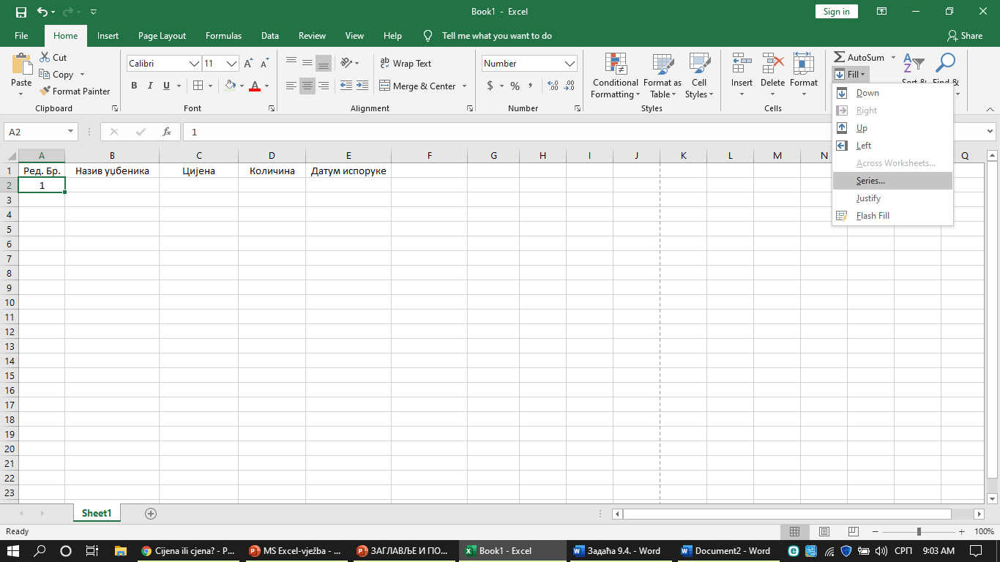 Book1 - Excel
Sign in
File Home Insert Page Layout Formulas Data Review View Help Tell me what you want to do Share
Paste
Cut
Copy
Format Painter
Clipboard
Calibri 11
B I U A
Font
Wrap Text
Merge & Center
Alignment
Number
$ % ,
Number
Conditional Formatting
Format as Table
Cell Styles
Styles
Insert Delete Format
Cells
AutoSum
Fill
Sort & Find &
Down
Right
Up
Left
Across Worksheets...
Series...
Justify
Flash Fill
A2 fx 1
A B C D E F G H I J K L M N Q
1 Ред. Бр. Назив уџбеника Цијена Количина Датум испоруке
2 1
3
4
5
6
7
8
9
10
11
12
13
14
15
16
17
18
19
20
21
22
23
Sheet1
Ready 100%
Cijena ili cjena? - P... MS Excel-vježba - ... ЗАГЛАВЉЕ И ПО... Book1 - Excel Задаћа 9.4. - Word Document2 - Word СРП 9:03 AM